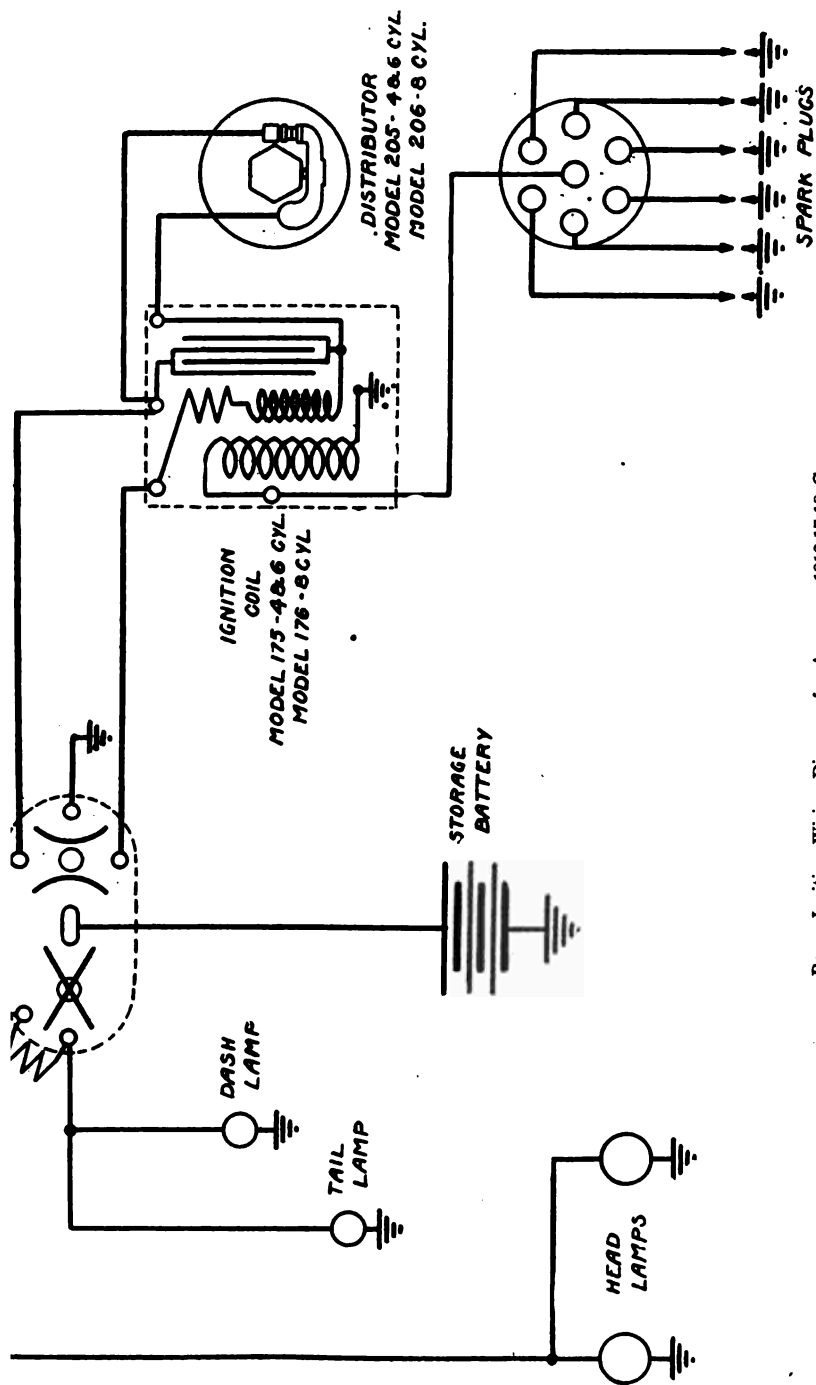 DISTRIBUTOR
MODEL 205-4&6 CYL
MODEL 206-8 CYL.
SPARK PLUGS
IGNITION
COIL
MODEL 175-4&6 CYL
MODEL 176-8 CYL
STORAGE
BATTERY
DASH
LAMP
TAIL
LAMP
HEAD
LAMPS